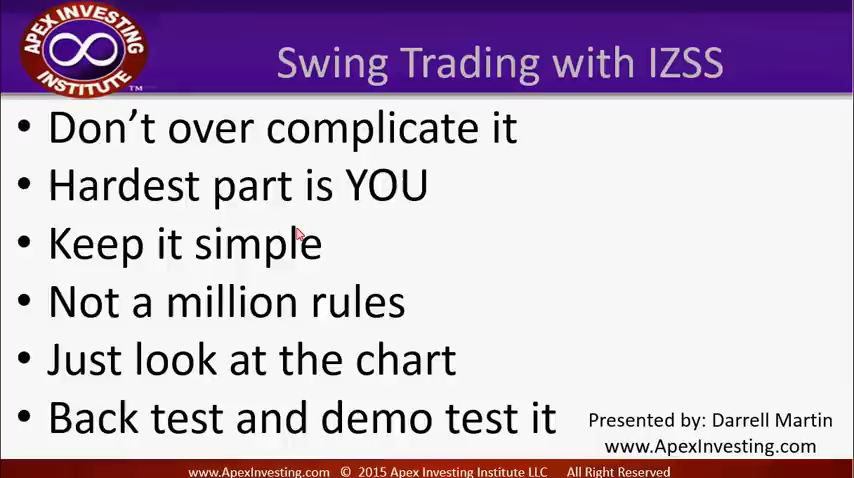 APEX INVESTING
INSTITUTE
TM
Swing Trading with IZSS
• Don't over complicate it
• Hardest part is YOU
• Keep it simple
• Not a million rules
• Just look at the chart
• Back test and demo test it
Presented by: Darrell Martin
www.ApexInvesting.com
www.ApexInvesting.com © 2015 Apex Investing Institute LLC All Right Reserved